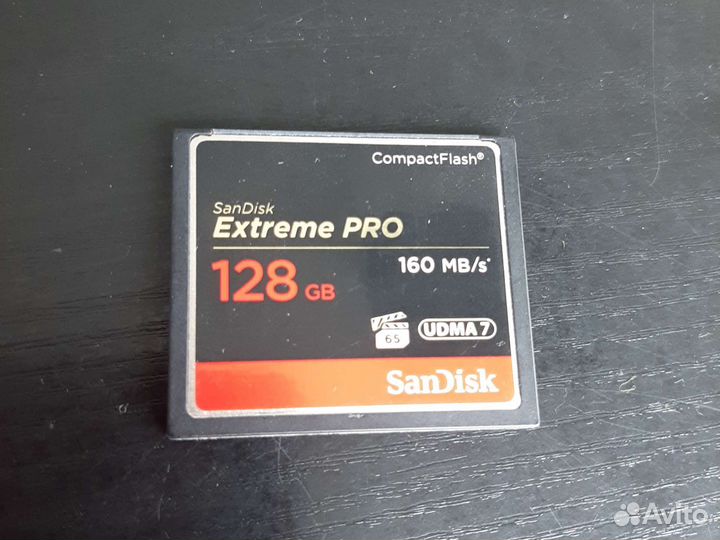 CompactFlash®
SanDisk
Extreme PRO
128 GB
160 MB/s*
65
UDMA 7
SanDisk
Avito